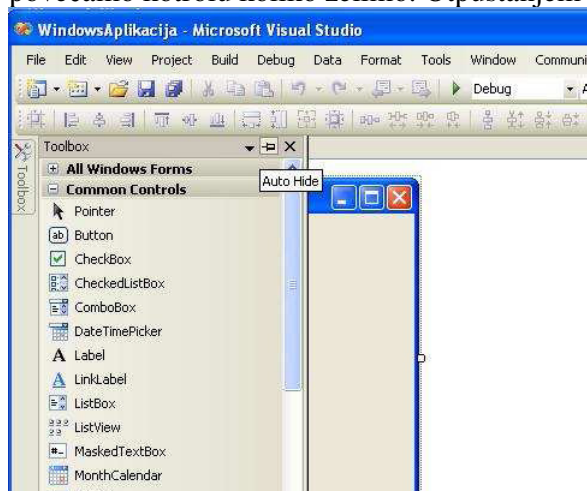 WindowsAplikacija - Microsoft Visual Studio
File Edit View Project Build Debug Data Format Tools Window Communi
Debug
Toolbox
Toolbox
All Windows Forms
Auto Hide
Common Controls
Pointer
Button
CheckBox
CheckedListBox
ComboBox
DateTimePicker
A Label
A LinkLabel
ListBox
ListView
MaskedTextBox
MonthCalendar